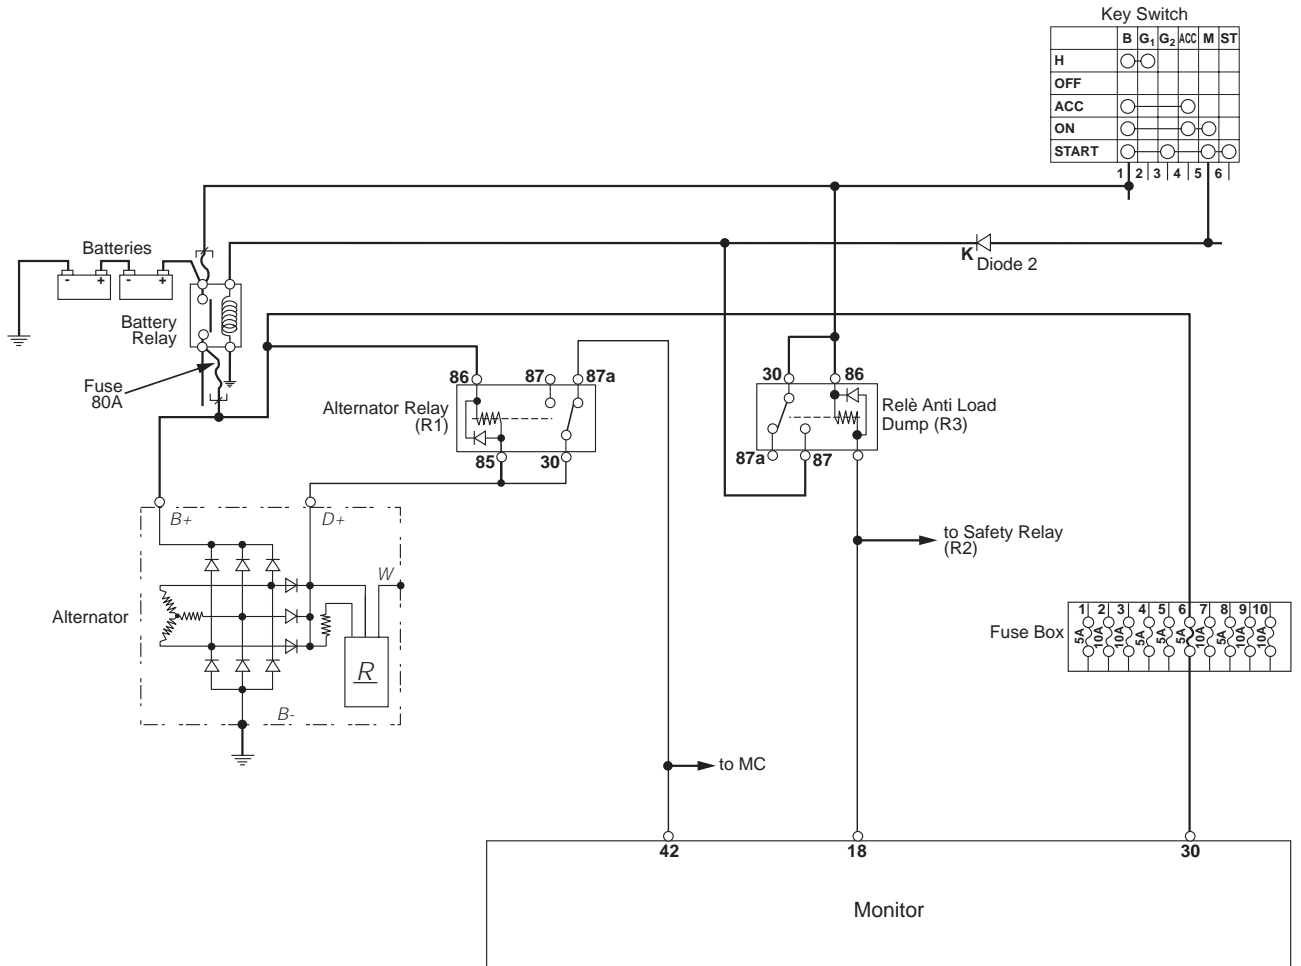 Key Switch
B G1 G2 ACC M ST
H
OFF
ACC
ON
START
1 2 3 4 5 6
Batteries
- + - +
K
Diode 2
Battery
Relay
Fuse
80A
86 87 87a
Alternator Relay
(R1)
85 30
30 86
Relè Anti Load
Dump (R3)
87a 87
B+ D+
W
Alternator
R
B-
to Safety Relay
(R2)
1 2 3 4 5 6 7 8 9 10
Fuse Box
5A 10A 10A 5A 5A 5A 10A 5A 10A 10A
to MC
42 18 30
Monitor